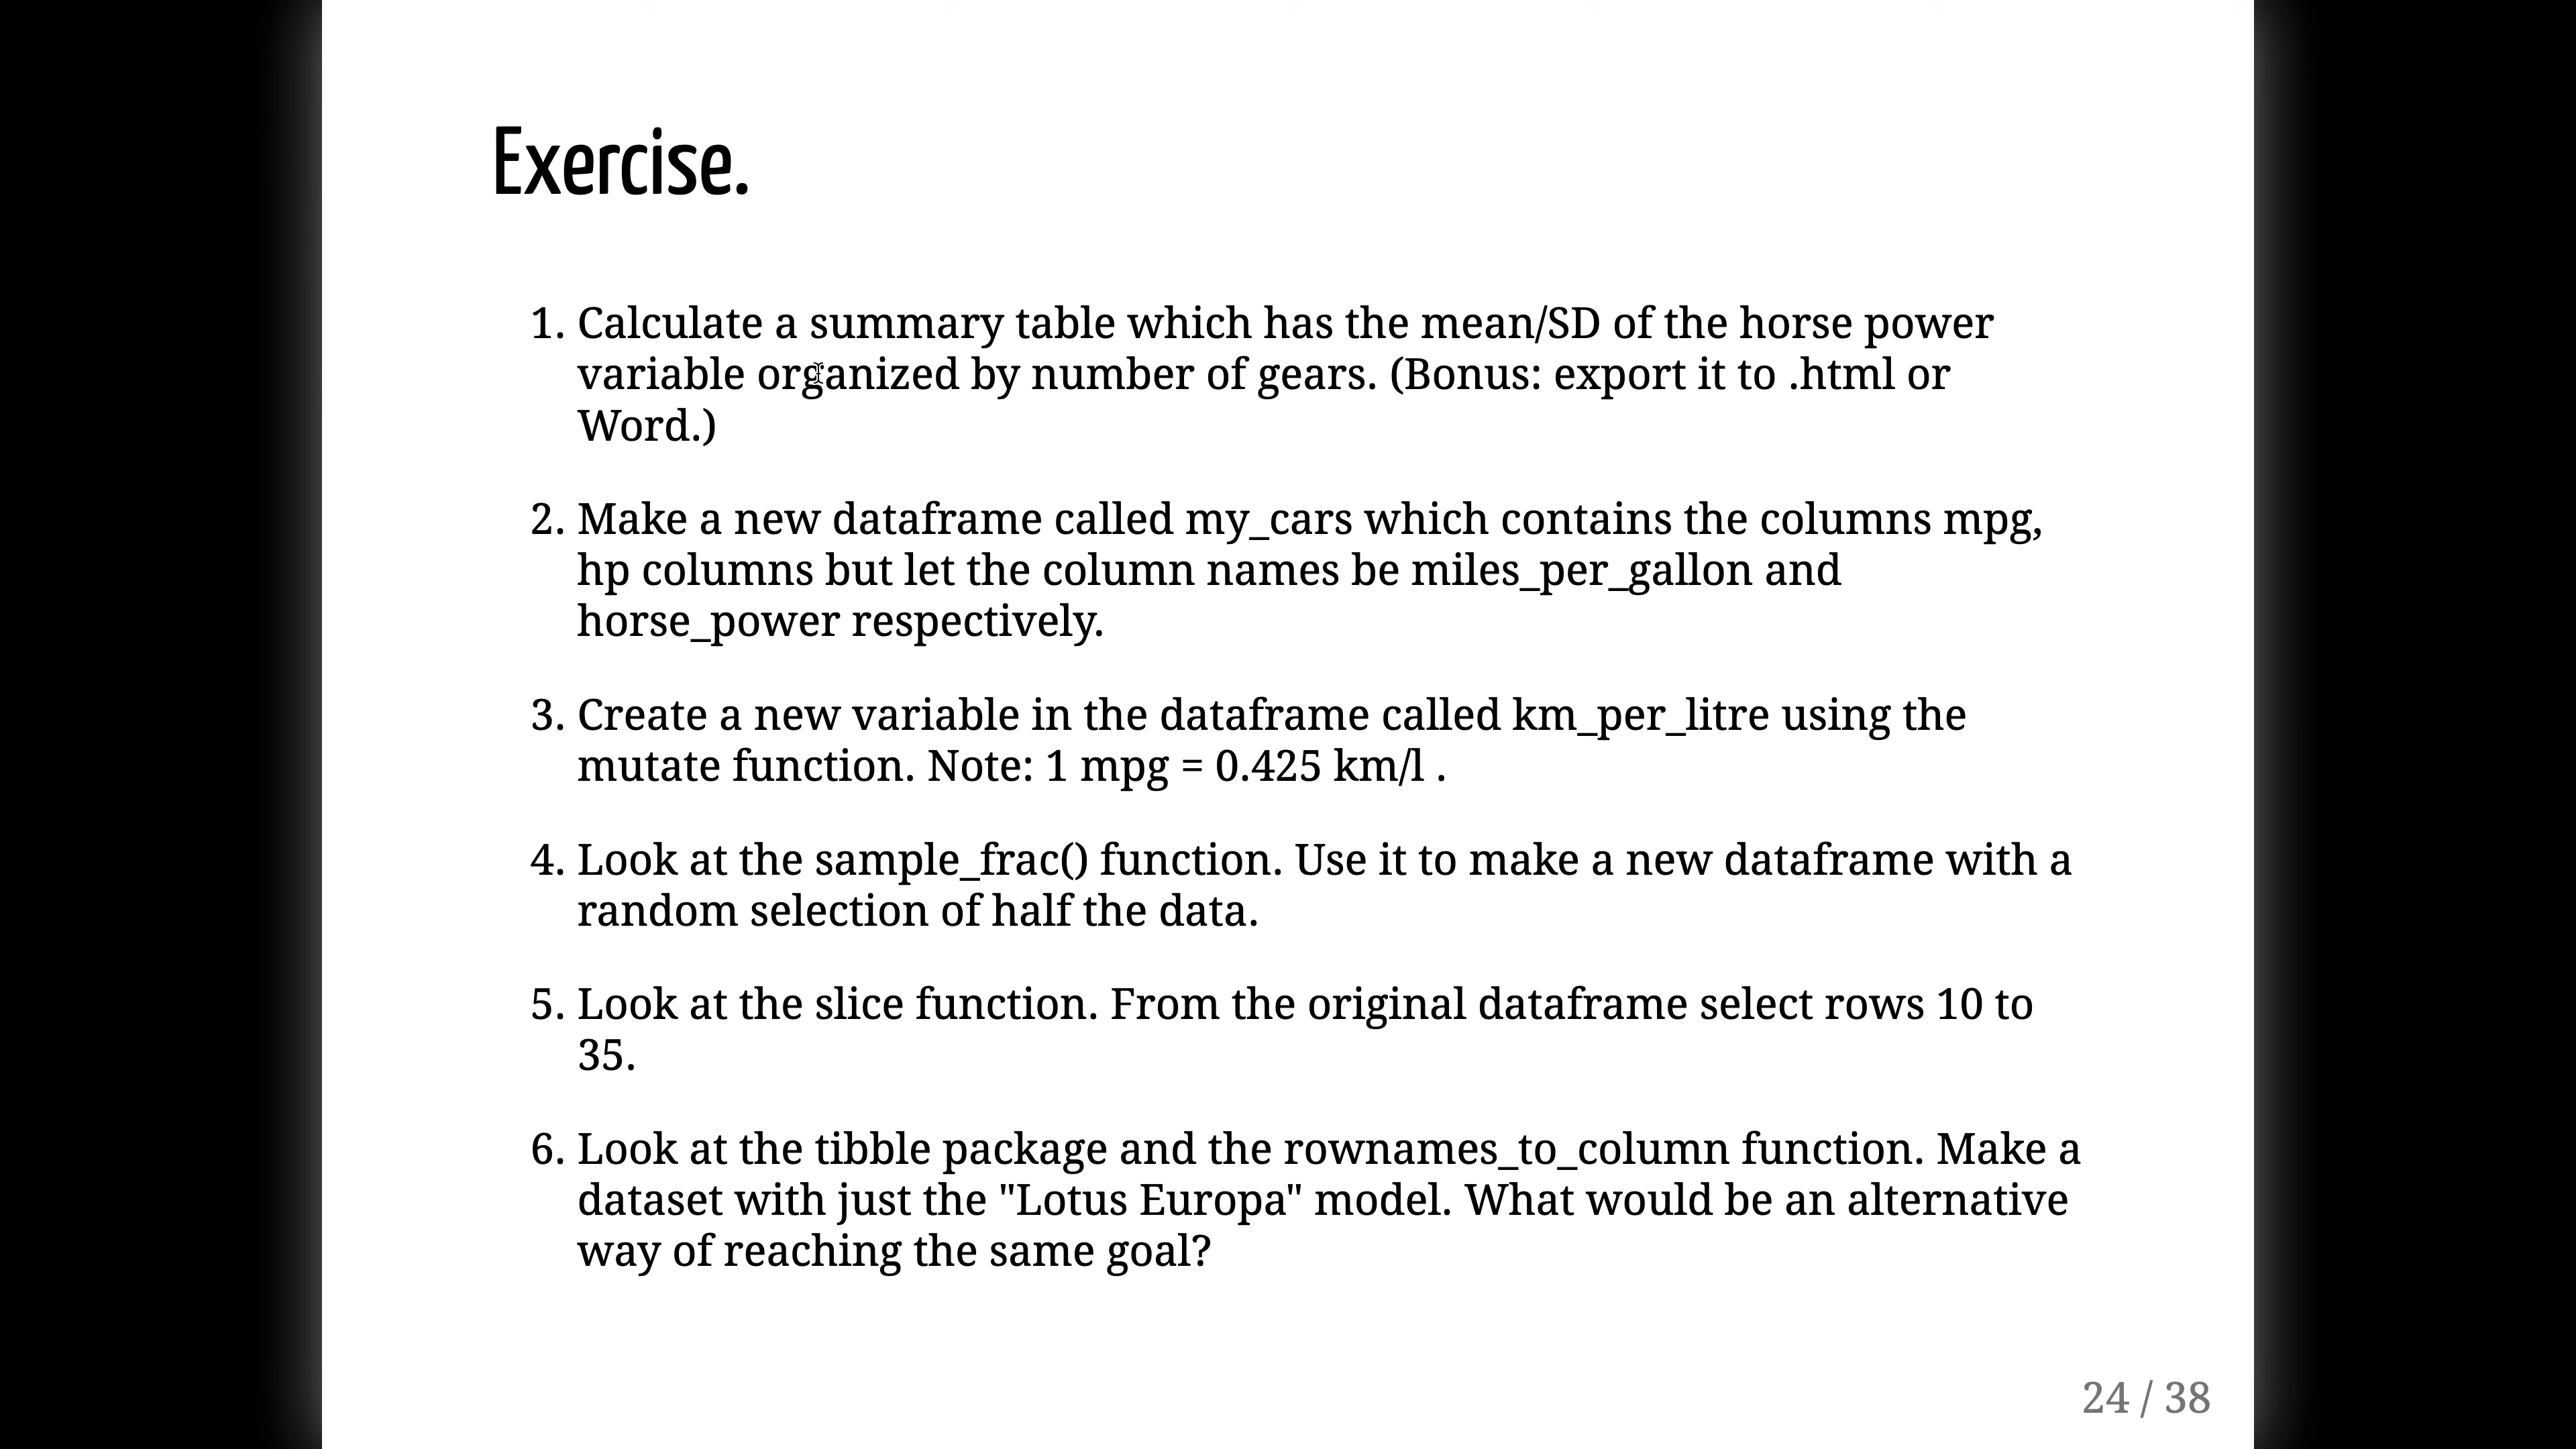 Exercise.
1. Calculate a summary table which has the mean/SD of the horse power
variable organized by number of gears. (Bonus: export it to .html or
Word.)
2. Make a new dataframe called my_cars which contains the columns mpg,
hp columns but let the column names be miles_per_gallon and
horse_power respectively.
3. Create a new variable in the dataframe called km_per_litre using the
mutate function. Note: 1 mpg = 0.425 km/l .
4. Look at the sample_frac() function. Use it to make a new dataframe with a
random selection of half the data.
5. Look at the slice function. From the original dataframe select rows 10 to
35.
6. Look at the tibble package and the rownames_to_column function. Make a
dataset with just the "Lotus Europa" model. What would be an alternative
way of reaching the same goal?
24 / 38